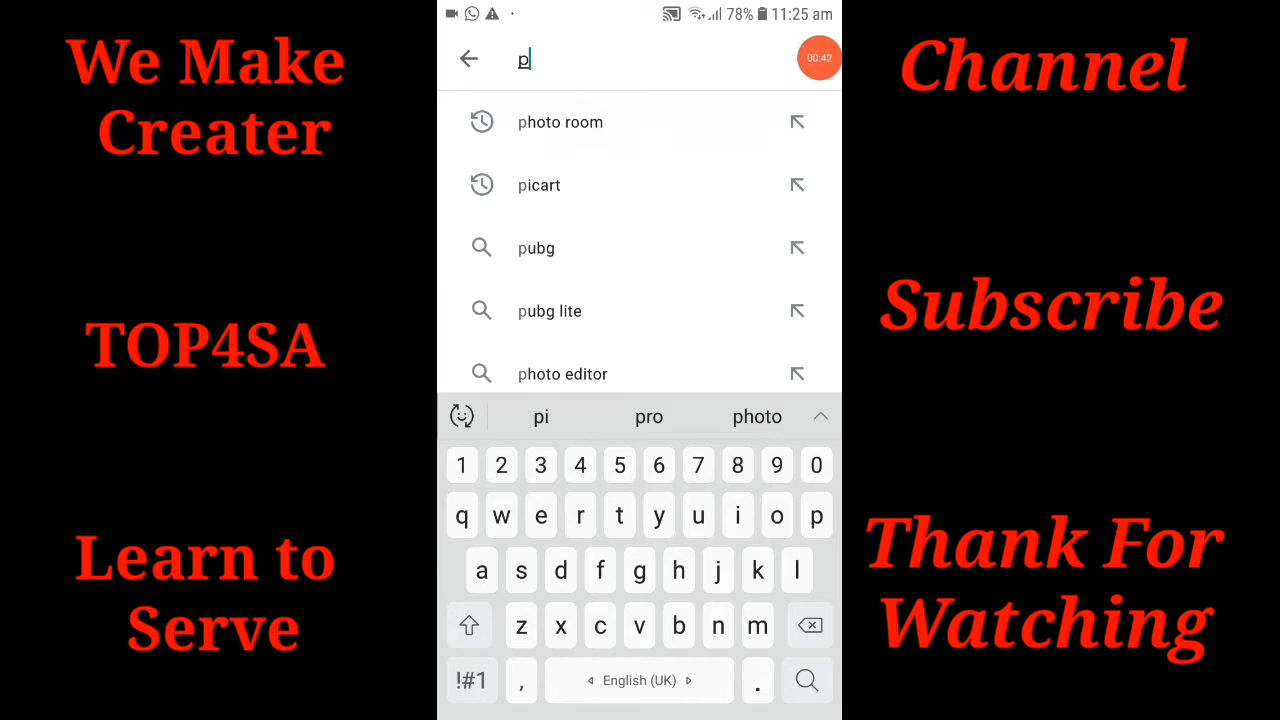 We Make
Creater
TOP4SA
Learn to
Serve
78% 11:25 am
p
00:42
photo room
picart
pubg
pubg lite
photo editor
pi pro photo
1 2 3 4 5 6 7 8 9 0
q w e r t y u i o p
a s d f g h j k l
z x c v b n m
!#1 , English (UK) .
Channel
Subscribe
Thank For
Watching